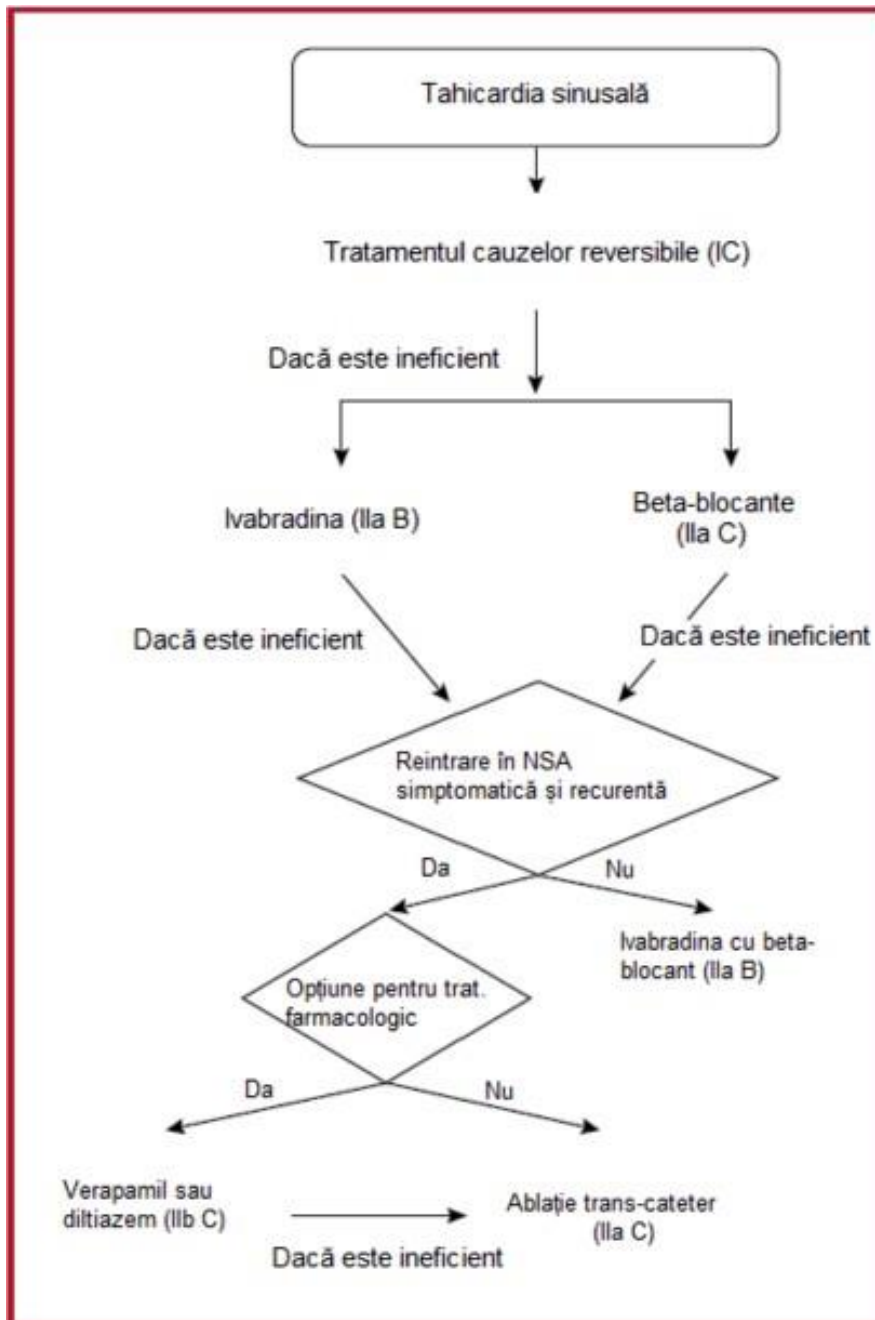 Tahicardia sinusală
Tratamentul cauzelor reversibile (IC)
Dacă este ineficient
Ivabradina (IIa B)
Beta-blocante
(IIa C)
Dacă este ineficient
Dacă este ineficient
Reintrare în NSA
simptomatică și recurentă
Da
Nu
Ivabradina cu beta-
blocant (IIa B)
Opțiune pentru trat.
farmacologic
Da
Nu
Verapamil sau
diltiazem (IIb C)
Ablație trans-cateter
(IIa C)
Dacă este ineficient